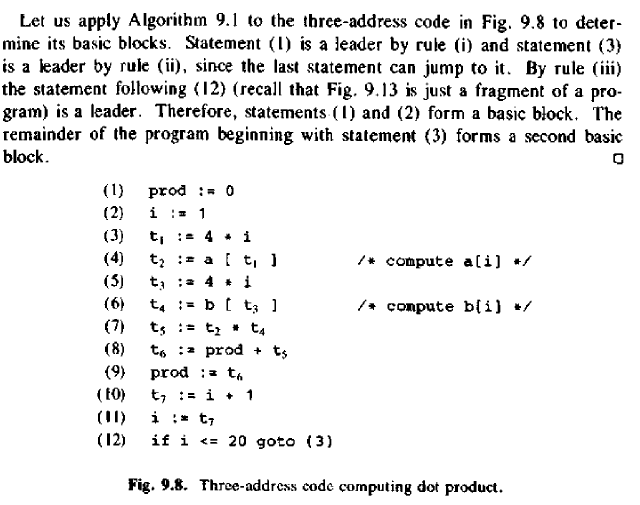 Let us apply Algorithm 9.1 to the three-address code in Fig. 9.8 to deter-
mine its basic blocks. Statement (1) is a leader by rule (i) and statement (3)
is a leader by rule (ii), since the last statement can jump to it. By rule (iii)
the statement following (12) (recall that Fig. 9.13 is just a fragment of a pro-
gram) is a leader. Therefore, statements (1) and (2) form a basic block. The
remainder of the program beginning with statement (3) forms a second basic
block. □
(1) prod := 0
(2) i := 1
(3) t₁ := 4 * i
(4) t₂ := a [ t₁ ] /* compute a[i] */
(5) t₃ := 4 * i
(6) t₄ := b [ t₃ ] /* compute b[i] */
(7) t₅ := t₂ * t₄
(8) t₆ := prod + t₅
(9) prod := t₆
(10) t₇ := i + 1
(11) i := t₇
(12) if i <= 20 goto (3)
Fig. 9.8. Three-address code computing dot product.